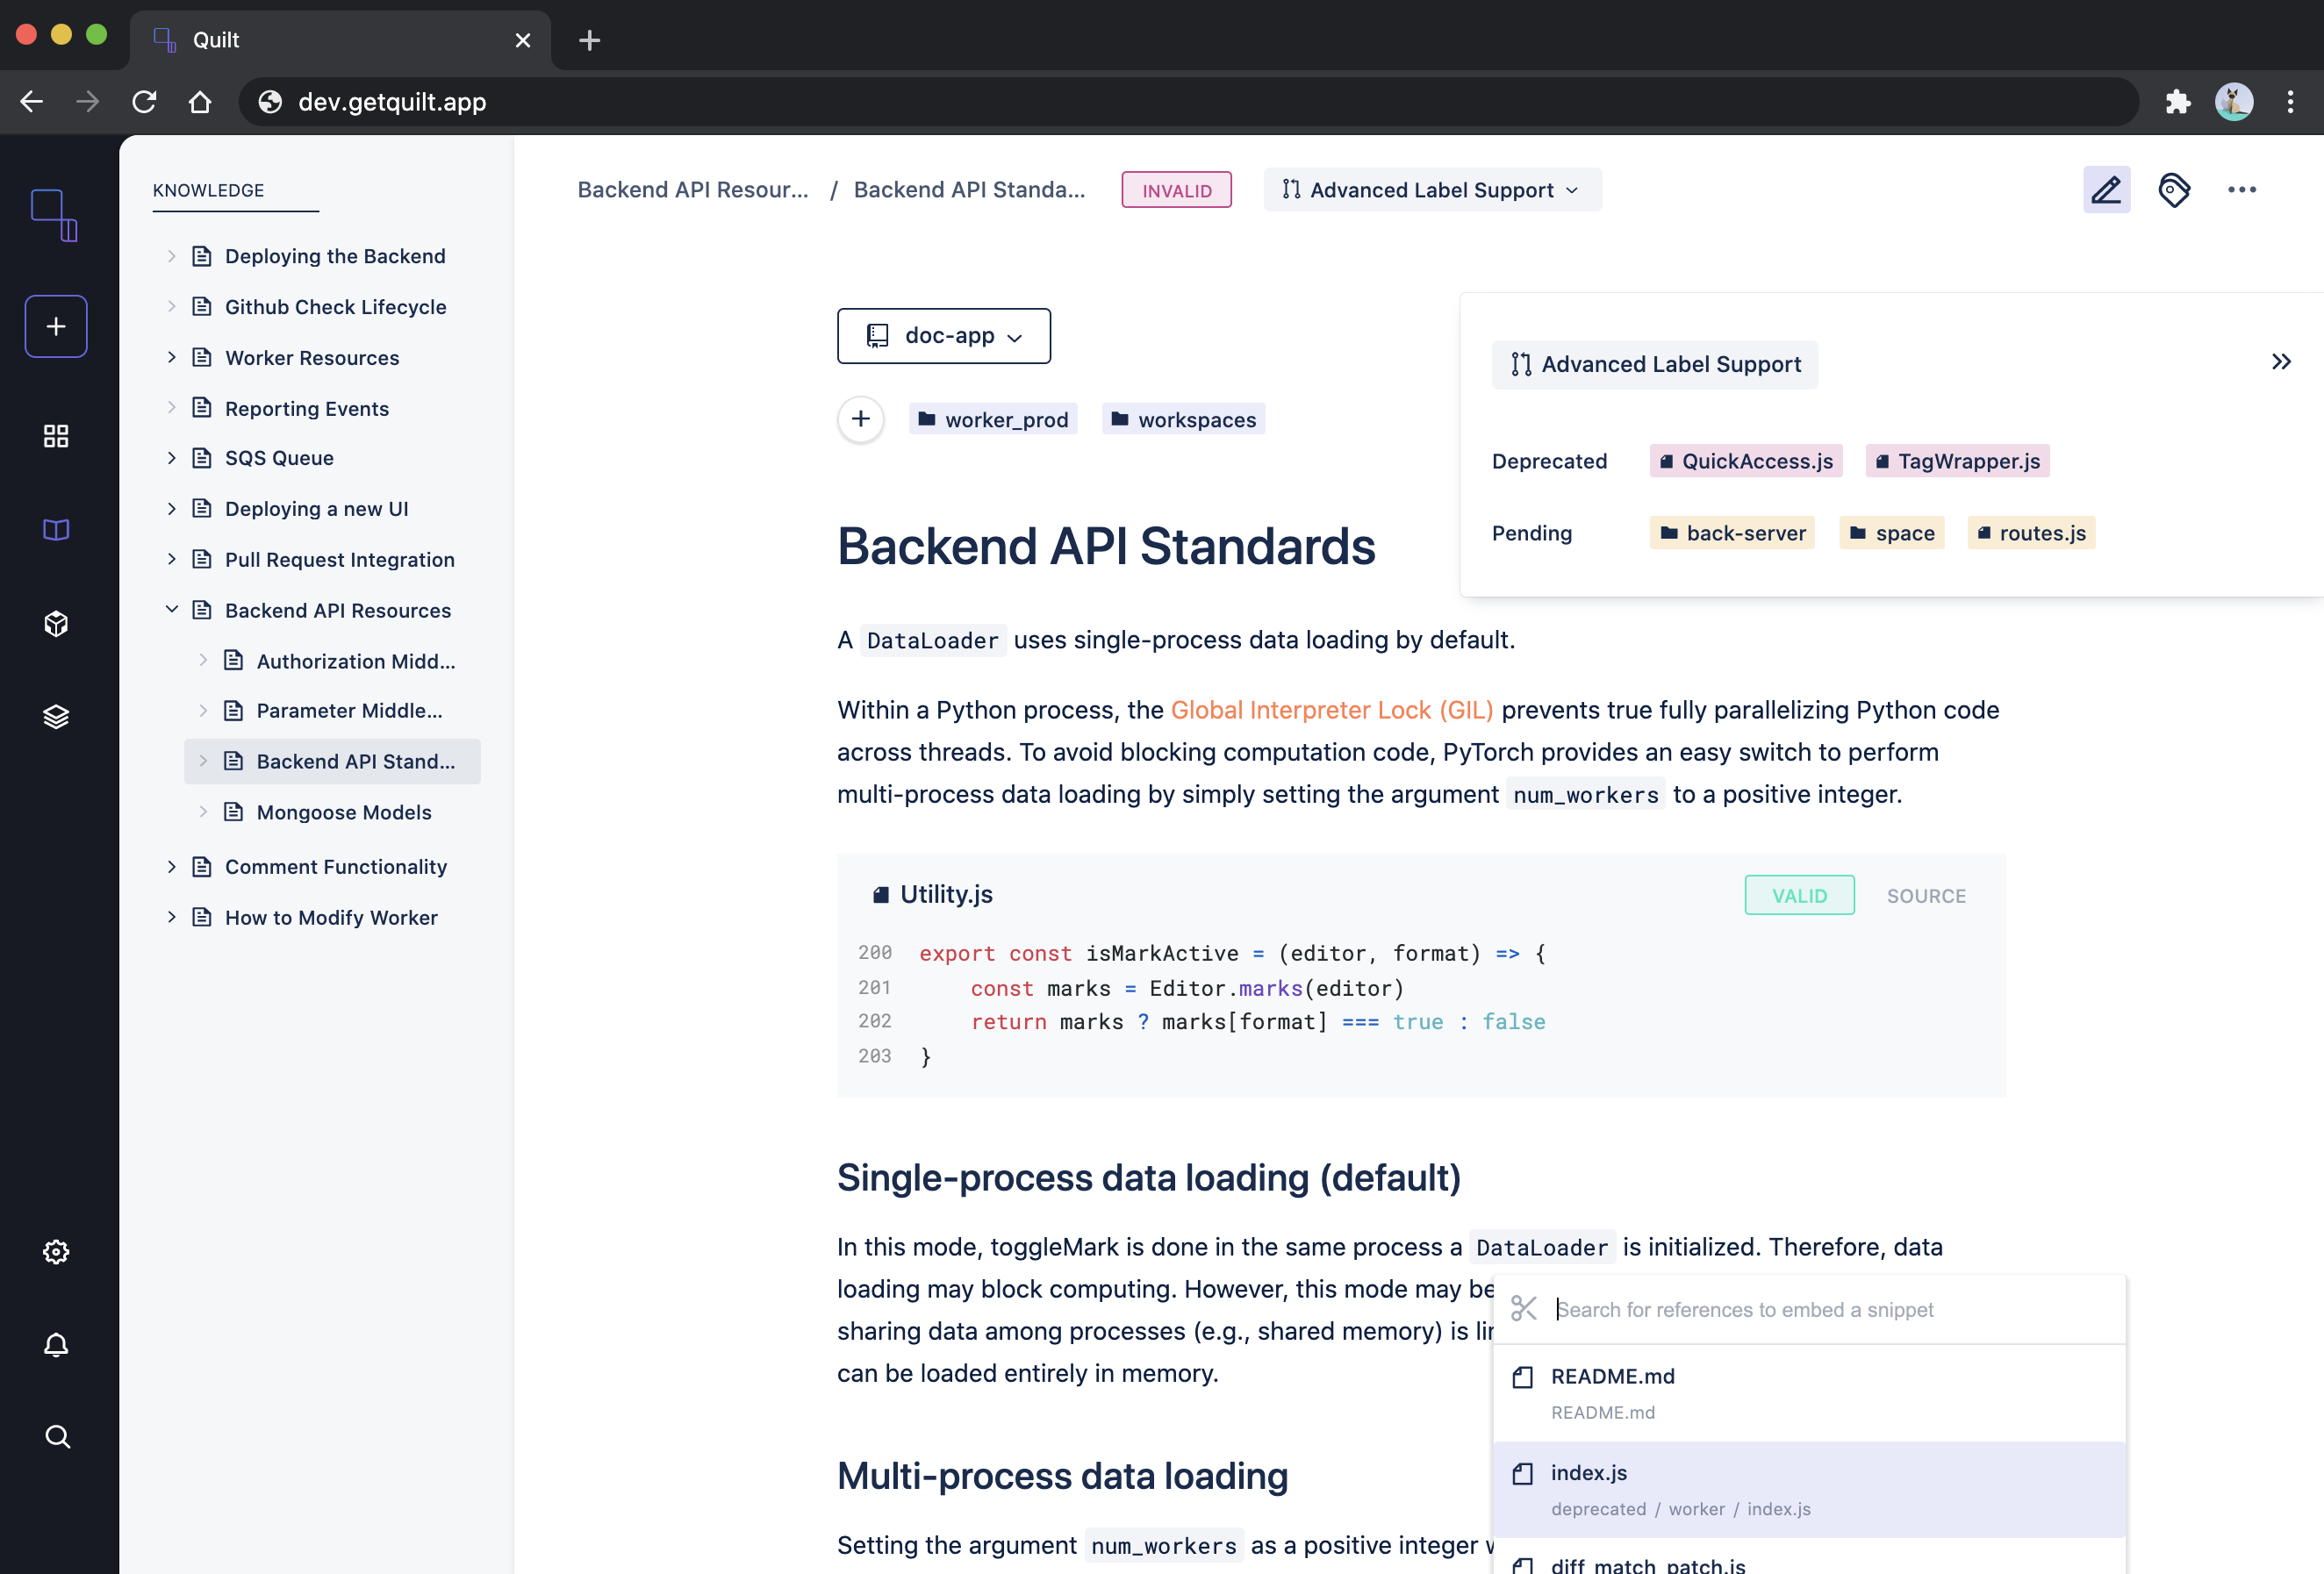 Quilt
dev.getquilt.app
KNOWLEDGE
Deploying the Backend
Github Check Lifecycle
Worker Resources
Reporting Events
SQS Queue
Deploying a new UI
Pull Request Integration
Backend API Resources
Authorization Midd...
Parameter Middle...
Backend API Stand...
Mongoose Models
Comment Functionality
How to Modify Worker
Backend API Resour... / Backend API Standa... INVALID Advanced Label Support
doc-app
worker_prod workspaces
Advanced Label Support
Deprecated QuickAccess.js TagWrapper.js
Pending back-server space routes.js
Backend API Standards
A DataLoader uses single-process data loading by default.
Within a Python process, the Global Interpreter Lock (GIL) prevents true fully parallelizing Python code
across threads. To avoid blocking computation code, PyTorch provides an easy switch to perform
multi-process data loading by simply setting the argument num_workers to a positive integer.
Utility.js VALID SOURCE
200 export const isMarkActive = (editor, format) => {
201 const marks = Editor.marks(editor)
202 return marks ? marks[format] === true : false
203 }
Single-process data loading (default)
In this mode, toggleMark is done in the same process a DataLoader is initialized. Therefore, data
loading may block computing. However, this mode may be
sharing data among processes (e.g., shared memory) is
can be loaded entirely in memory.
Multi-process data loading
Setting the argument num_workers as a positive integer
Search for references to embed a snippet
README.md
README.md
index.js
deprecated / worker / index.js
diff_match_patch.js